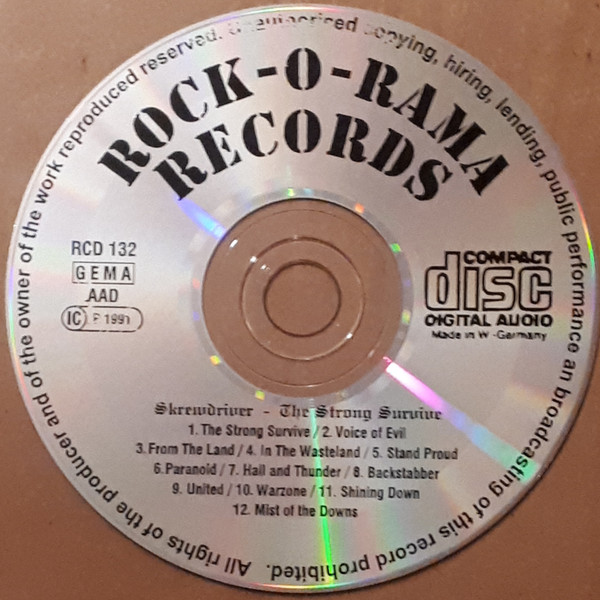 All rights of the producer and of the owner of the work reproduced reserved. Unauthorised copying, hiring, lending, public performance an broadcasting of this record prohibited.
ROCK-O-RAMA
RECORDS
RCD 132
GEMA
AAD
IC P 1991
COMPACT
disc
DIGITAL AUDIO
Made in W.-Germany
Skrewdriver - The Strong Survive
1. The Strong Survive / 2. Voice of Evil
3. From The Land / 4. In The Wasteland / 5. Stand Proud
6. Paranoid / 7. Hail and Thunder / 8. Backstabber
9. United / 10. Warzone / 11. Shining Down
12. Mist of the Downs